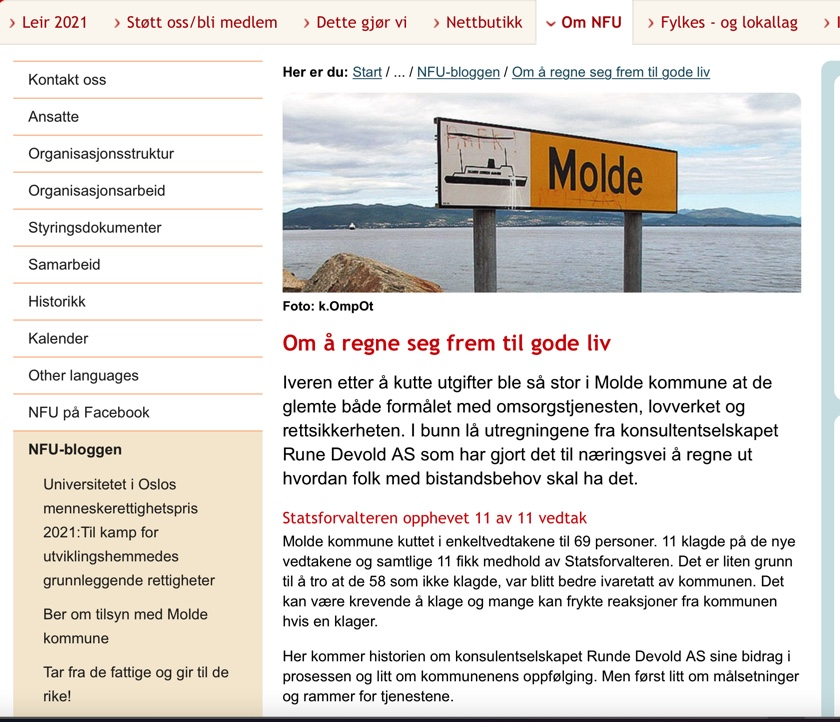 › Leir 2021 › Støtt oss/bli medlem › Dette gjør vi › Nettbutikk ⌄ Om NFU › Fylkes - og lokallag ›
Kontakt oss
Ansatte
Organisasjonsstruktur
Organisasjonsarbeid
Styringsdokumenter
Samarbeid
Historikk
Kalender
Other languages
NFU på Facebook
NFU-bloggen
Universitetet i Oslos
menneskerettighetspris
2021:Til kamp for
utviklingshemmedes
grunnleggende rettigheter
Ber om tilsyn med Molde
kommune
Tar fra de fattige og gir til de
rike!
Her er du: Start / ... / NFU-bloggen / Om å regne seg frem til gode liv
Molde
Foto: k.OmpOt
Om å regne seg frem til gode liv
Iveren etter å kutte utgifter ble så stor i Molde kommune at de
glemte både formålet med omsorgstjenesten, lovverket og
rettsikkerheten. I bunn lå utregningene fra konsultentselskapet
Rune Devold AS som har gjort det til næringsvei å regne ut
hvordan folk med bistandsbehov skal ha det.
Statsforvalteren opphevet 11 av 11 vedtak
Molde kommune kuttet i enkeltvedtakene til 69 personer. 11 klagde på de nye
vedtakene og samtlige 11 fikk medhold av Statsforvalteren. Det er liten grunn
til å tro at de 58 som ikke klagde, var blitt bedre ivaretatt av kommunen. Det
kan være krevende å klage og mange kan frykte reaksjoner fra kommunen
hvis en klager.
Her kommer historien om konsulentselskapet Runde Devold AS sine bidrag i
prosessen og litt om kommunenens oppfølging. Men først litt om målsetninger
og rammer for tjenestene.